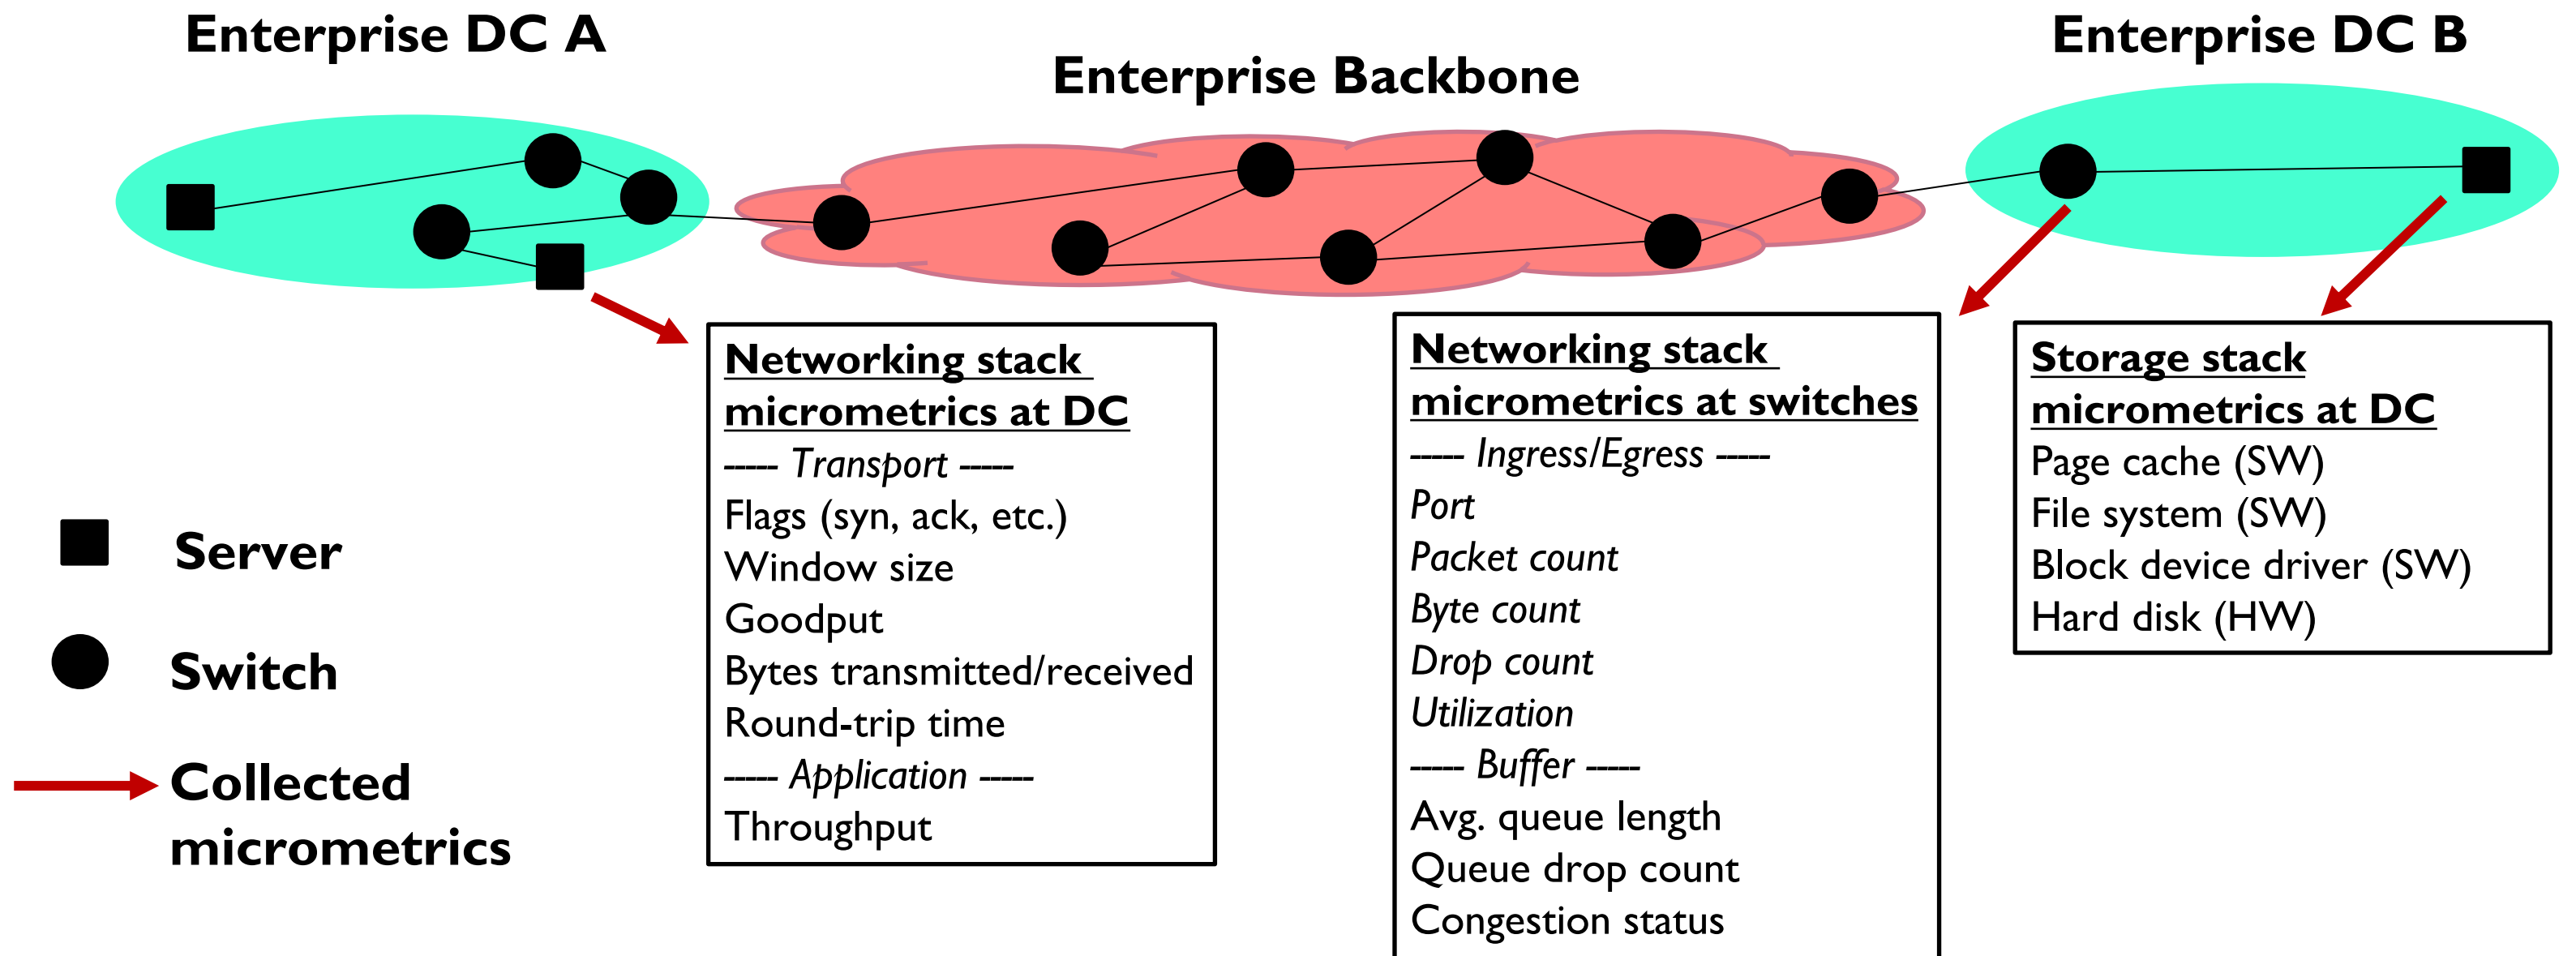 Enterprise DC A
Enterprise Backbone
Enterprise DC B
Networking stack
micrometrics at DC
----- Transport -----
Flags (syn, ack, etc.)
Window size
Goodput
Bytes transmitted/received
Round-trip time
----- Application -----
Throughput
Networking stack
micrometrics at switches
----- Ingress/Egress -----
Port
Packet count
Byte count
Drop count
Utilization
----- Buffer -----
Avg. queue length
Queue drop count
Congestion status
Storage stack
micrometrics at DC
Page cache (SW)
File system (SW)
Block device driver (SW)
Hard disk (HW)
Server
Switch
Collected
micrometrics